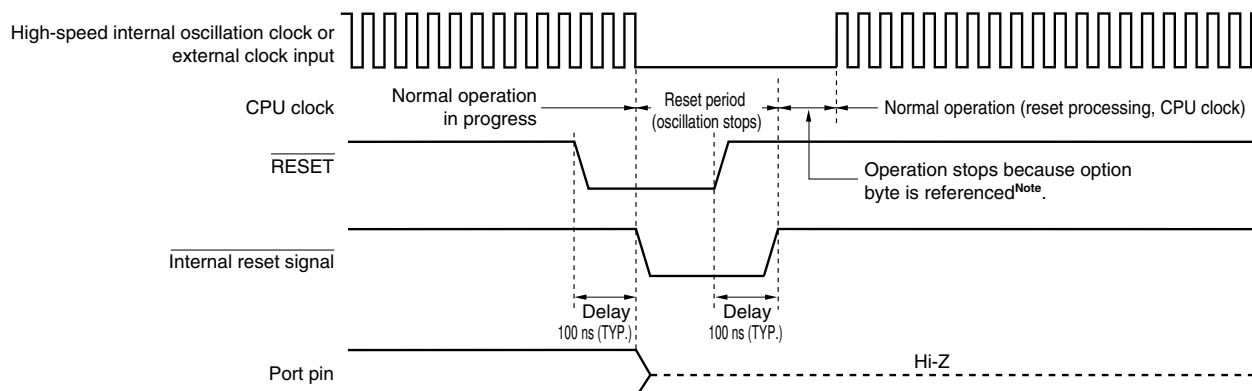 High-speed internal oscillation clock or
external clock input
CPU clock
Normal operation
in progress
Reset period
(oscillation stops)
Normal operation (reset processing, CPU clock)
RESET
Operation stops because option
byte is referencedNote.
Internal reset signal
Delay
100 ns (TYP.)
Delay
100 ns (TYP.)
Port pin
Hi-Z